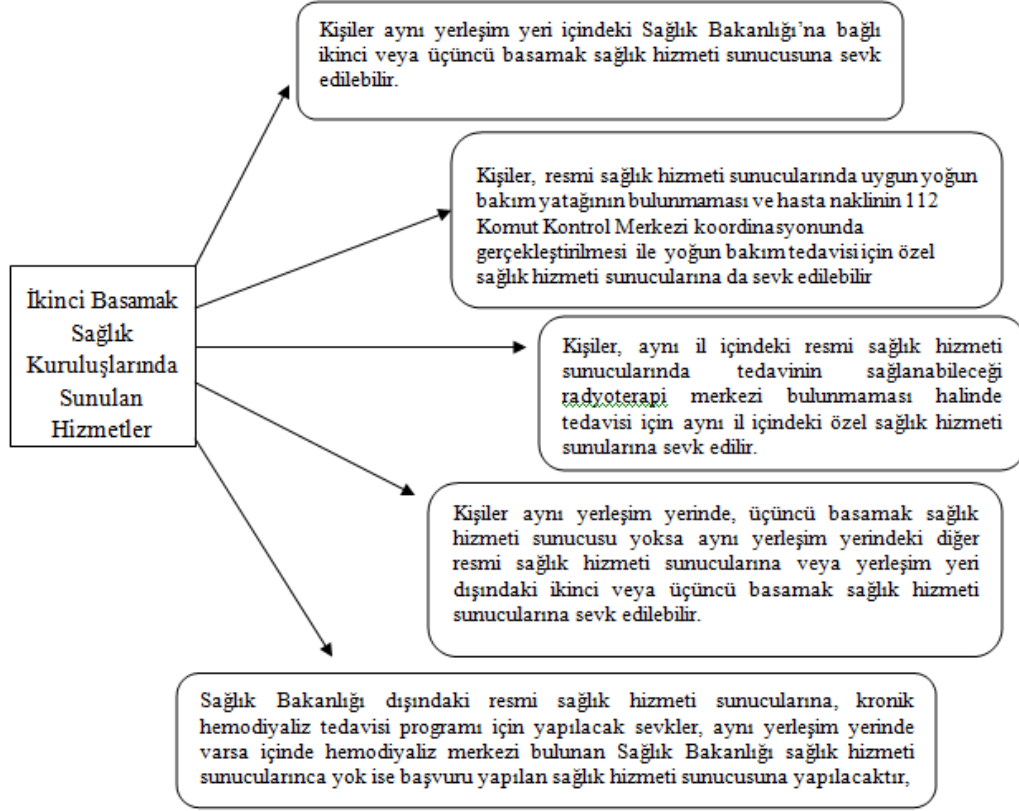 Kişiler aynı yerleşim yeri içindeki Sağlık Bakanlığı'na bağlı
ikinci veya üçüncü basamak sağlık hizmeti sunucusuna sevk
edilebilir.
Kişiler, resmi sağlık hizmeti sunucularında uygun yoğun
bakım yatağının bulunmaması ve hasta naklinin 112
Komut Kontrol Merkezi koordinasyonunda
gerçekleştirilmesi ile yoğun bakım tedavisi için özel
sağlık hizmeti sunucularına da sevk edilebilir
İkinci Basamak
Sağlık
Kuruluşlarında
Sunulan
Hizmetler
Kişiler, aynı il içindeki resmi sağlık hizmeti
sunucularında tedavinin sağlanabileceği
radyoterapi merkezi bulunmaması halinde
tedavisi için aynı il içindeki özel sağlık hizmeti
sunularına sevk edilir.
Kişiler aynı yerleşim yerinde, üçüncü basamak sağlık
hizmeti sunucusu yoksa aynı yerleşim yerindeki diğer
resmi sağlık hizmeti sunucularına veya yerleşim yeri
dışındaki ikinci veya üçüncü basamak sağlık hizmeti
sunucularına sevk edilebilir.
Sağlık Bakanlığı dışındaki resmi sağlık hizmeti sunucularına, kronik
hemodiyaliz tedavisi programı için yapılacak sevkler, aynı yerleşim yerinde
varsa içinde hemodiyaliz merkezi bulunan Sağlık Bakanlığı sağlık hizmeti
sunucularınca yok ise başvuru yapılan sağlık hizmeti sunucusuna yapılacaktır,